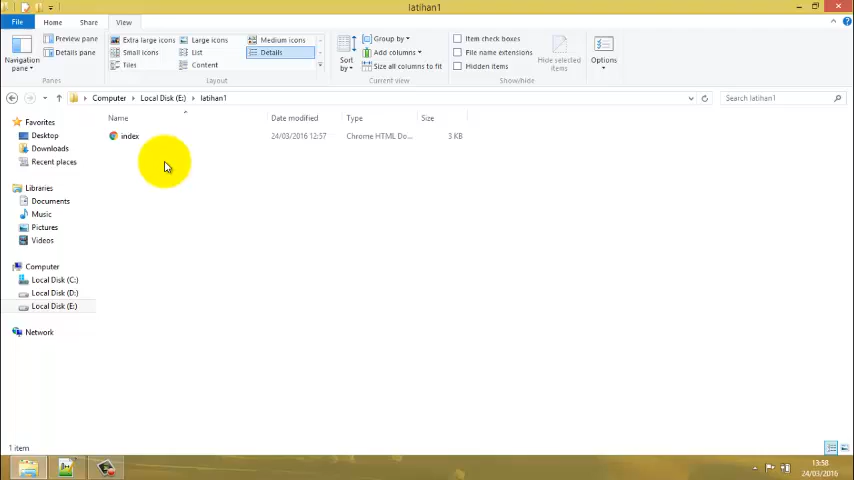 latihan1
File Home Share View
Navigation pane
Preview pane
Details pane
Panes
Extra large icons Large icons Medium icons
Small icons List Details
Tiles Content
Layout
Sort by
Group by
Add columns
Size all columns to fit
Current view
Item check boxes
File name extensions
Hidden items
Hide selected items
Show/hide
Options
Computer Local Disk (E:) latihan1
Search latihan1
Name Date modified Type Size
index 24/03/2016 12:57 Chrome HTML Do... 3 KB
Favorites
Desktop
Downloads
Recent places
Libraries
Documents
Music
Pictures
Videos
Computer
Local Disk (C:)
Local Disk (D:)
Local Disk (E:)
Network
1 item
13:58
24/03/2016